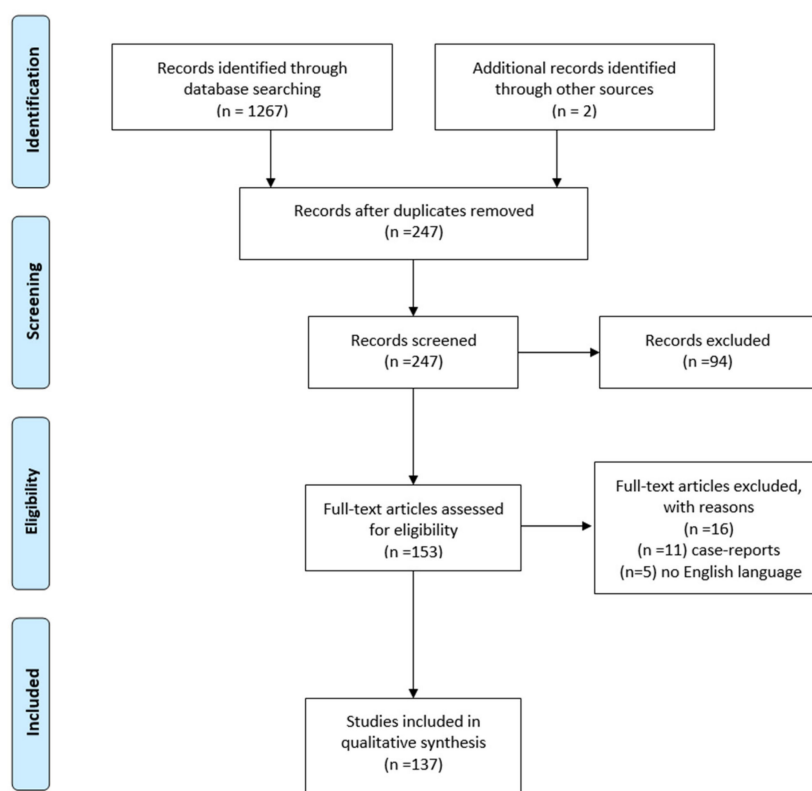 Identification
Records identified through
database searching
(n = 1267)
Additional records identified
through other sources
(n = 2)
Records after duplicates removed
(n =247)
Screening
Records screened
(n =247)
Records excluded
(n =94)
Eligibility
Full-text articles assessed
for eligibility
(n =153)
Full-text articles excluded,
with reasons
(n =16)
(n =11) case-reports
(n=5) no English language
Included
Studies included in
qualitative synthesis
(n =137)